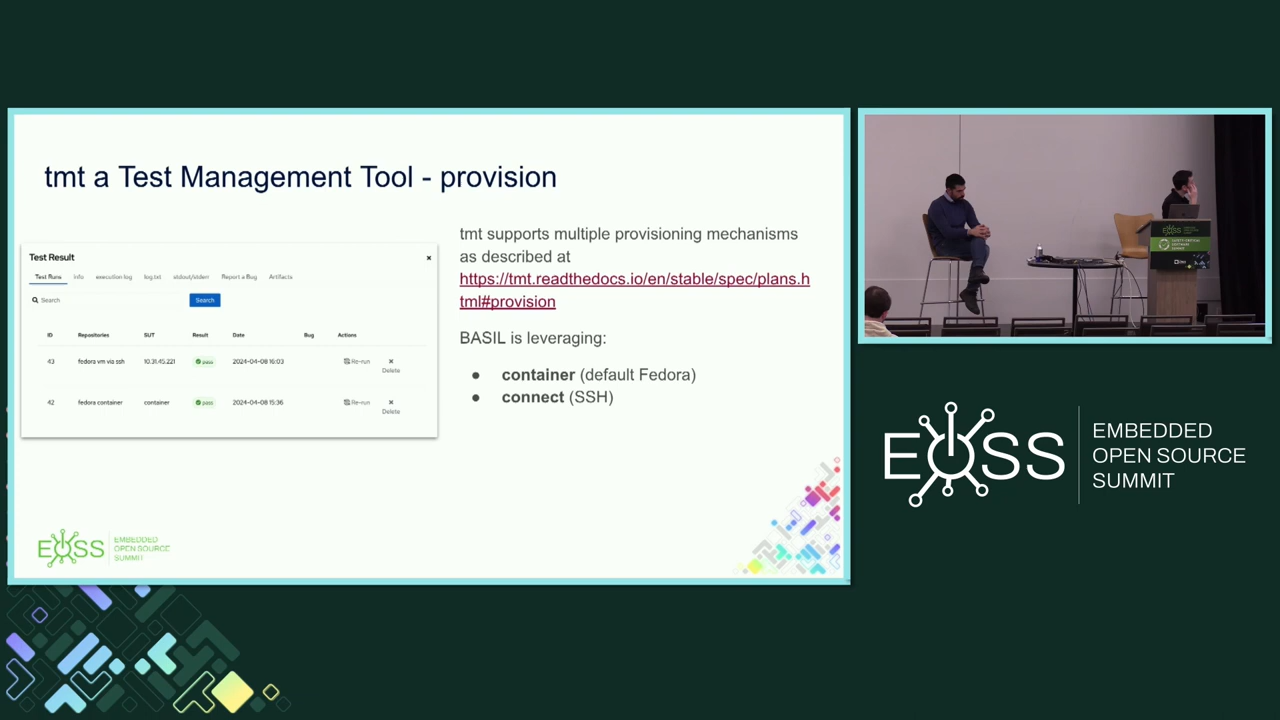 tmt a Test Management Tool - provision
Test Result
Test Runs Info execution log log.txt stdout/stderr Report a Bug Artifacts
Search Search
ID Repositories SUT Result Date Bug Actions
43 fedora vm via ssh 10.31.45.221 pass 2024-04-08 16:03 Re-run
Delete
42 fedora container container pass 2024-04-08 15:36 Re-run
Delete
tmt supports multiple provisioning mechanisms
as described at
https://tmt.readthedocs.io/en/stable/spec/plans.h
tml#provision
BASIL is leveraging:
● container (default Fedora)
● connect (SSH)
EOSS
EMBEDDED
OPEN SOURCE
SUMMIT
EOSS
EOSS
EMBEDDED
OPEN SOURCE
SUMMIT